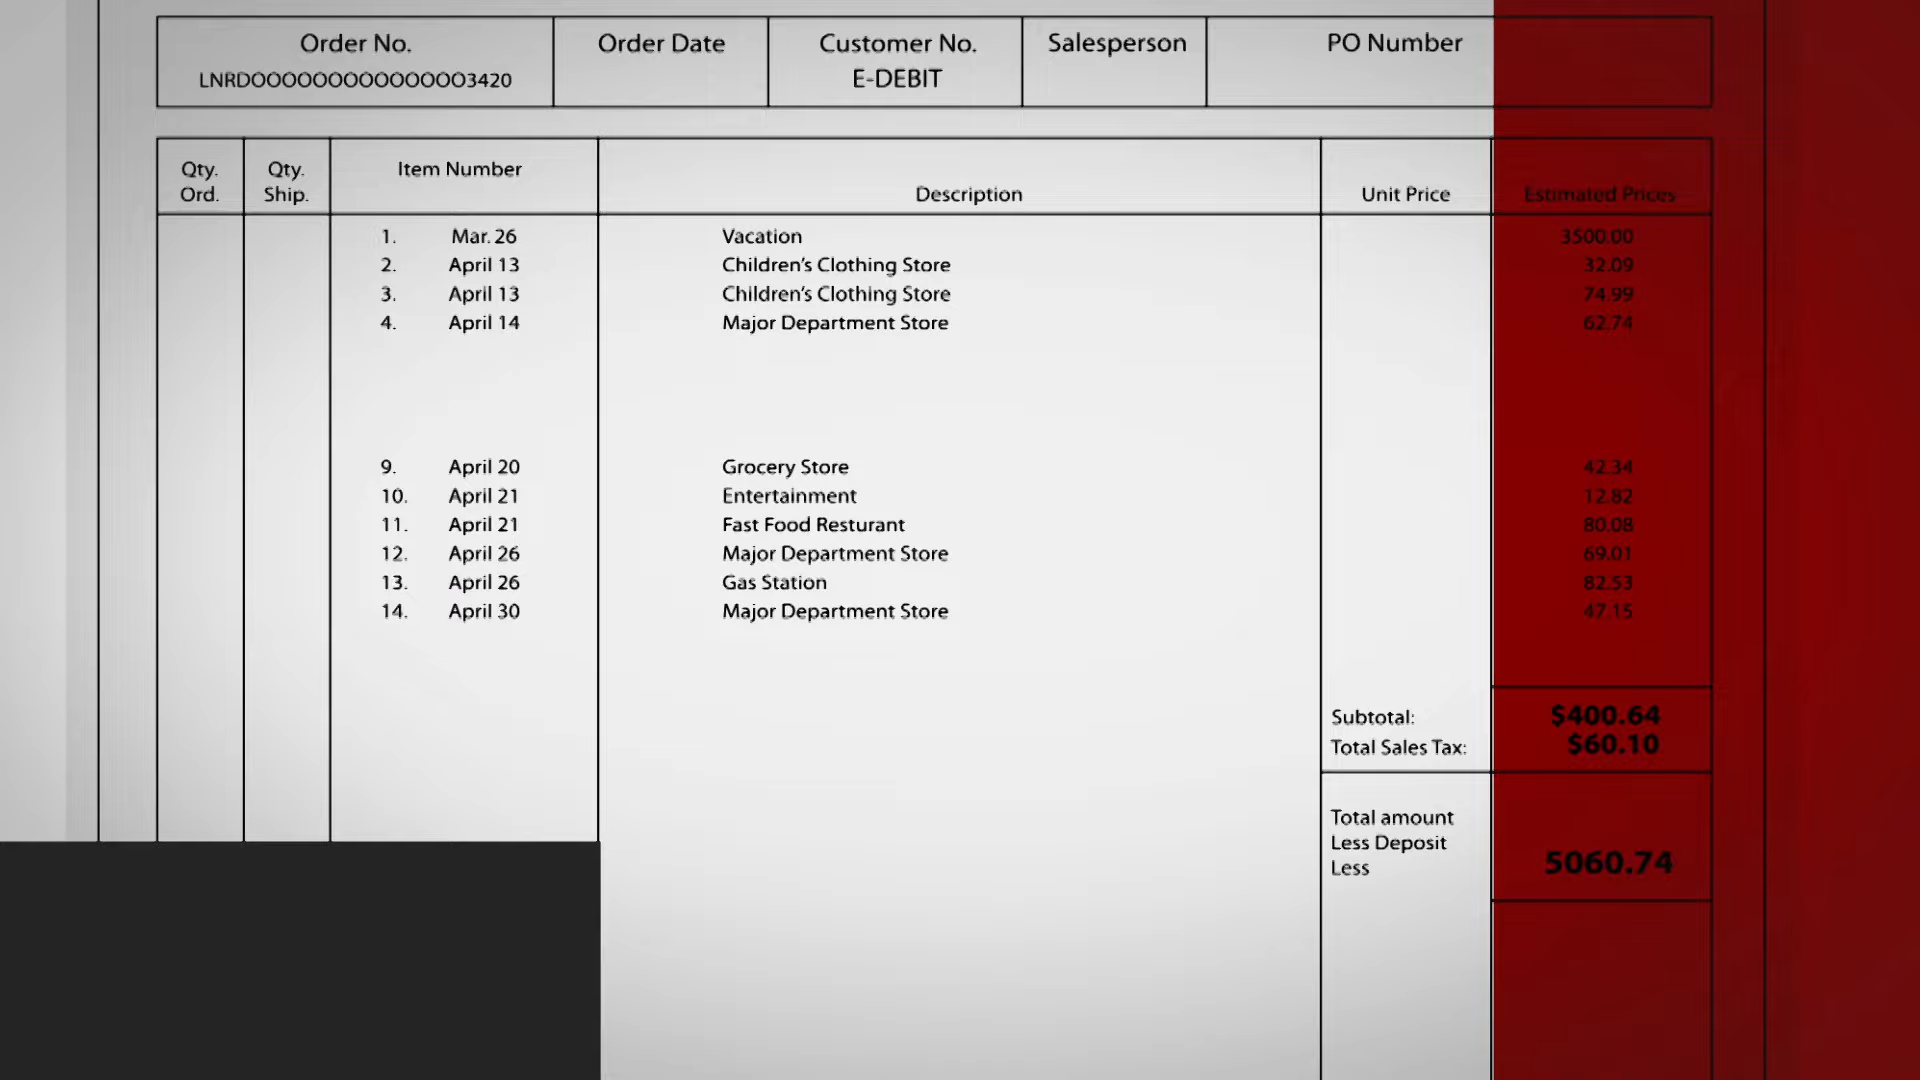 Order No. Order Date Customer No. Salesperson PO Number
LNRDOOOOOOOOOOOOOO3420 E-DEBIT
Qty. Ord. Qty. Ship. Item Number Description Unit Price Estimated Prices
1. Mar. 26 Vacation 3500.00
2. April 13 Children's Clothing Store 32.09
3. April 13 Children's Clothing Store 74.99
4. April 14 Major Department Store 62.74
9. April 20 Grocery Store 42.34
10. April 21 Entertainment 12.82
11. April 21 Fast Food Resturant 80.08
12. April 26 Major Department Store 69.01
13. April 26 Gas Station 82.53
14. April 30 Major Department Store 47.15
Subtotal: $400.64
Total Sales Tax: $60.10
Total amount
Less Deposit
Less 5060.74